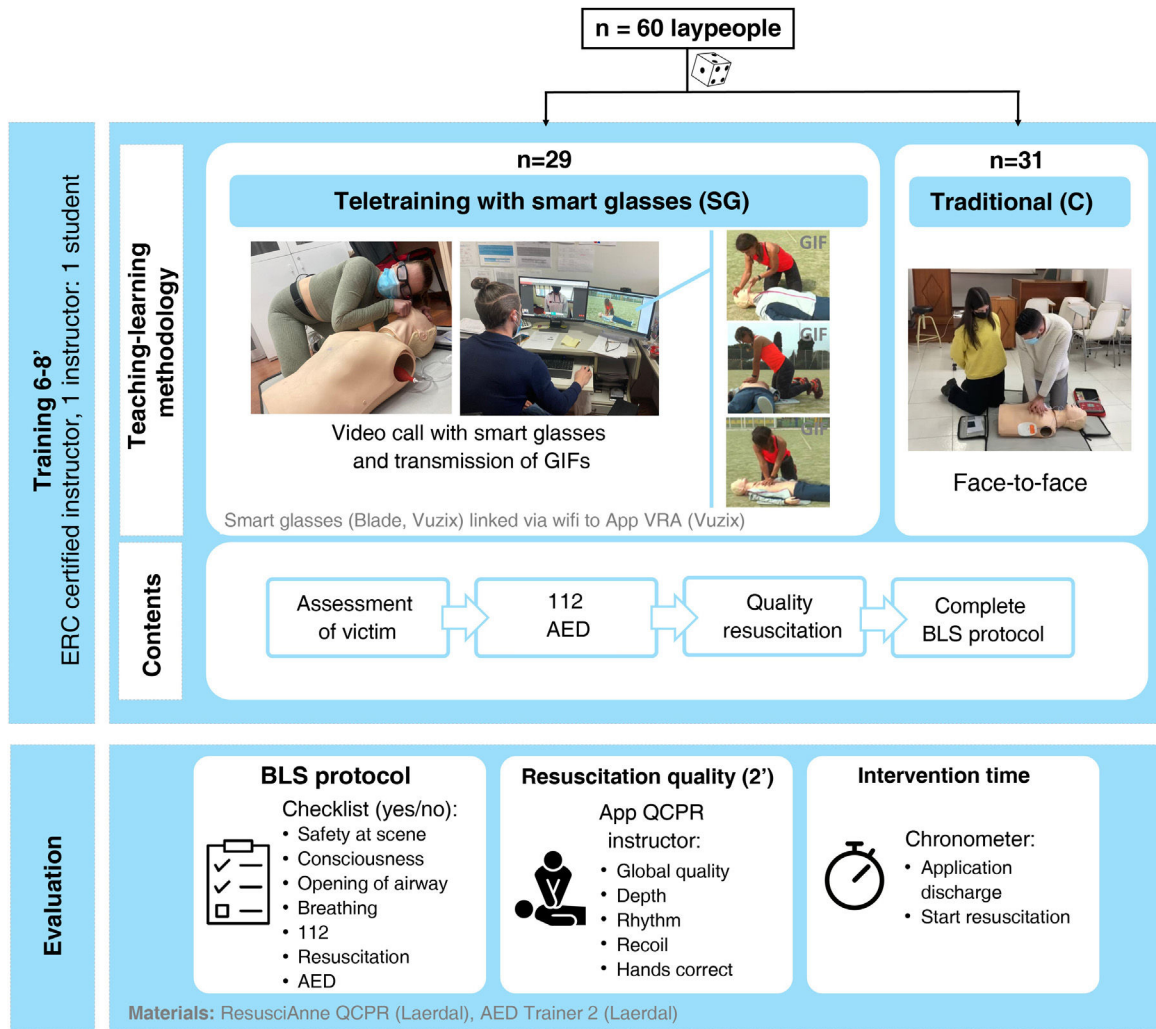 n = 60 laypeople
Training 6-8’
ERC certified instructor, 1 instructor: 1 student
Teaching-learning
methodology
n=29
Teletraining with smart glasses (SG)
GIF
GIF
GIF
Video call with smart glasses
and transmission of GIFs
Smart glasses (Blade, Vuzix) linked via wifi to App VRA (Vuzix)
n=31
Traditional (C)
Face-to-face
Contents
Assessment
of victim
112
AED
Quality
resuscitation
Complete
BLS protocol
Evaluation
BLS protocol
Checklist (yes/no):
• Safety at scene
• Consciousness
• Opening of airway
• Breathing
• 112
• Resuscitation
• AED
Resuscitation quality (2’)
App QCPR
instructor:
• Global quality
• Depth
• Rhythm
• Recoil
• Hands correct
Intervention time
Chronometer:
• Application
discharge
• Start resuscitation
Materials: ResusciAnne QCPR (Laerdal), AED Trainer 2 (Laerdal)